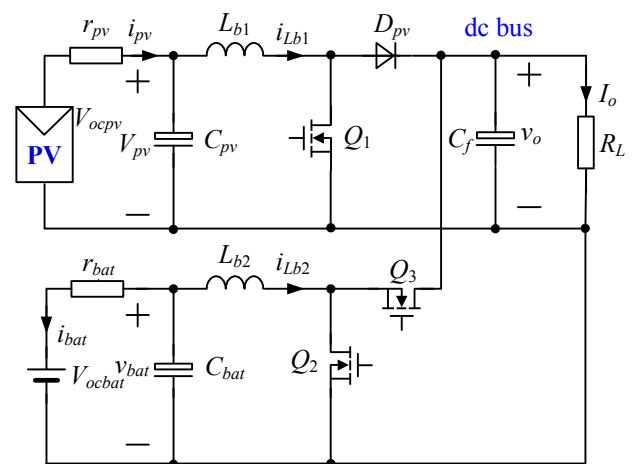 r_pv i_pv L_b1 i_Lb1 D_pv dc bus
+ V_ocpv PV V_pv C_pv Q_1 + C_f v_o I_o R_L
− −
r_bat L_b2 i_Lb2 Q_3
+ i_bat V_ocbat v_bat C_bat Q_2
−